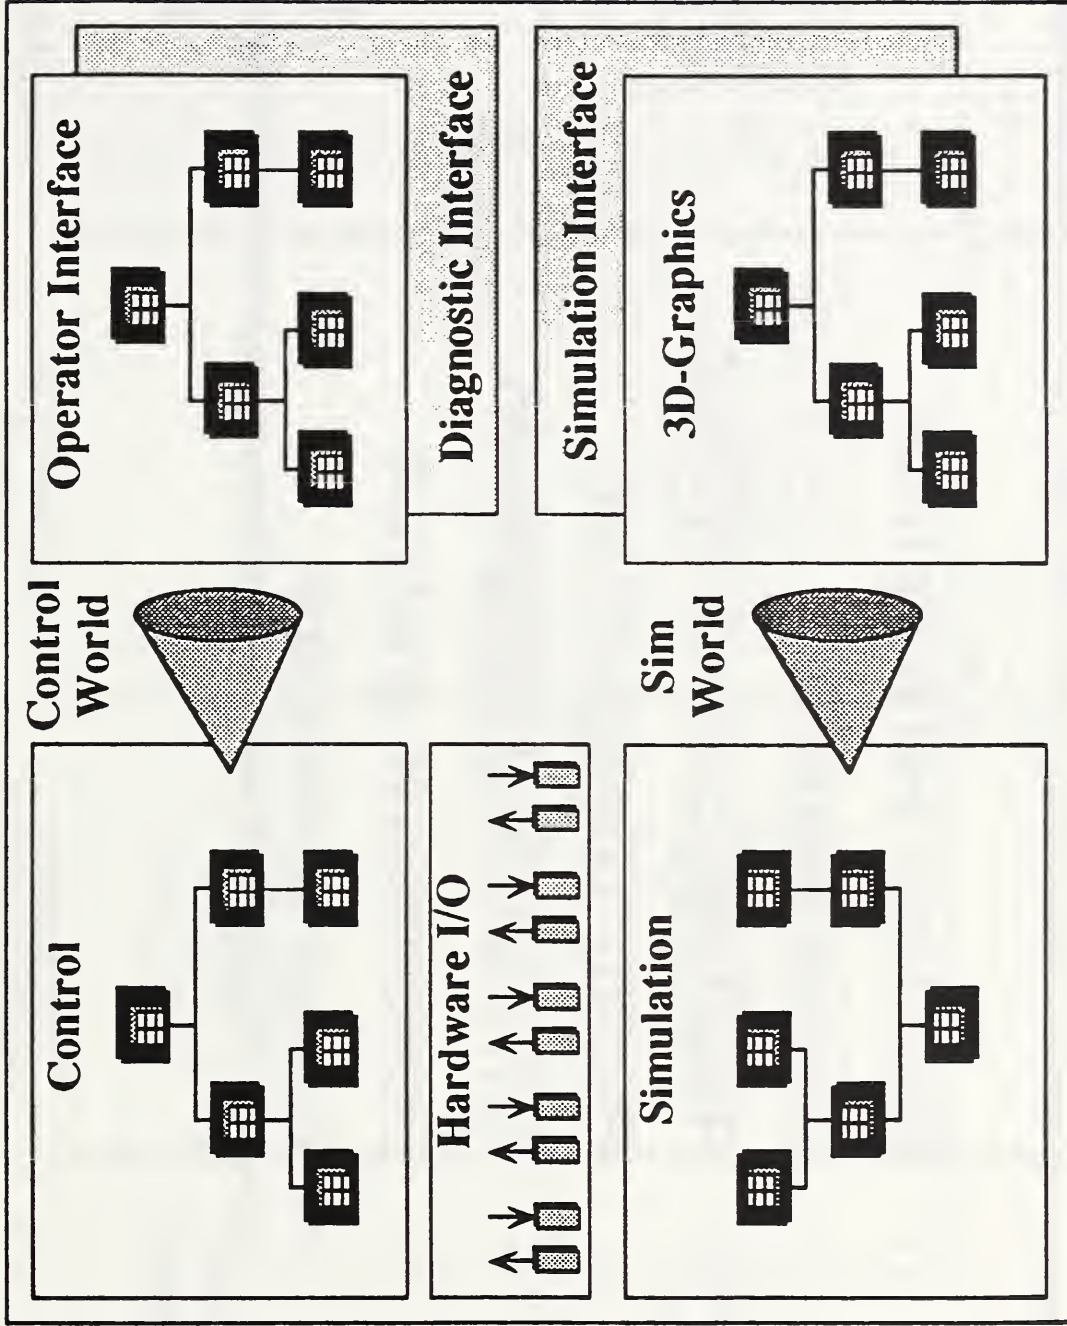 Control
Control
World
Operator Interface
Diagnostic Interface
Hardware I/O
Simulation
Sim
World
Simulation Interface
3D-Graphics